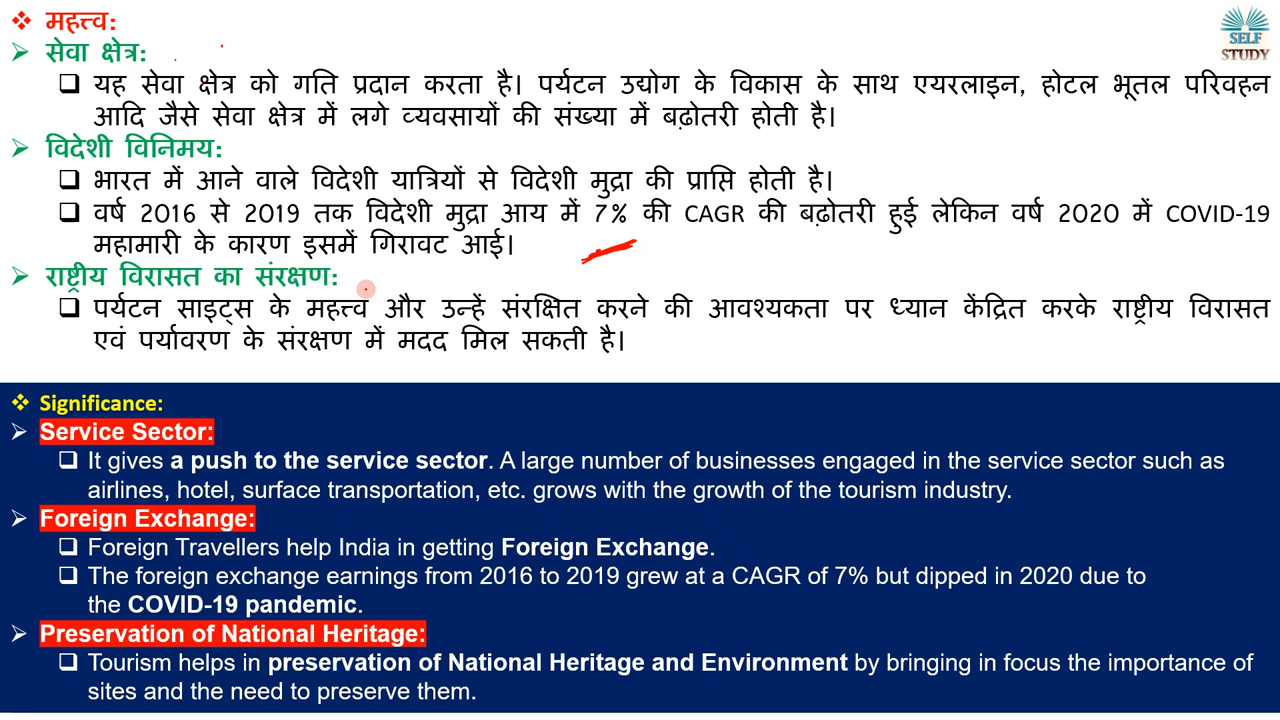 ❖ महत्त्व:
SELF
STUDY
➢ सेवा क्षेत्र:
❑ यह सेवा क्षेत्र को गति प्रदान करता है। पर्यटन उद्योग के विकास के साथ एयरलाइन, होटल भूतल परिवहन
आदि जैसे सेवा क्षेत्र में लगे व्यवसायों की संख्या में बढ़ोतरी होती है।
➢ विदेशी विनिमय:
❑ भारत में आने वाले विदेशी यात्रियों से विदेशी मुद्रा की प्राप्ति होती है।
❑ वर्ष 2016 से 2019 तक विदेशी मुद्रा आय में 7% की CAGR की बढ़ोतरी हुई लेकिन वर्ष 2020 में COVID-19
महामारी के कारण इसमें गिरावट आई।
➢ राष्ट्रीय विरासत का संरक्षण:
❑ पर्यटन साइट्स के महत्त्व और उन्हें संरक्षित करने की आवश्यकता पर ध्यान केंद्रित करके राष्ट्रीय विरासत
एवं पर्यावरण के संरक्षण में मदद मिल सकती है।
❖ Significance:
➢ Service Sector:
❑ It gives a push to the service sector. A large number of businesses engaged in the service sector such as
airlines, hotel, surface transportation, etc. grows with the growth of the tourism industry.
➢ Foreign Exchange:
❑ Foreign Travellers help India in getting Foreign Exchange.
❑ The foreign exchange earnings from 2016 to 2019 grew at a CAGR of 7% but dipped in 2020 due to
the COVID-19 pandemic.
➢ Preservation of National Heritage:
❑ Tourism helps in preservation of National Heritage and Environment by bringing in focus the importance of
sites and the need to preserve them.